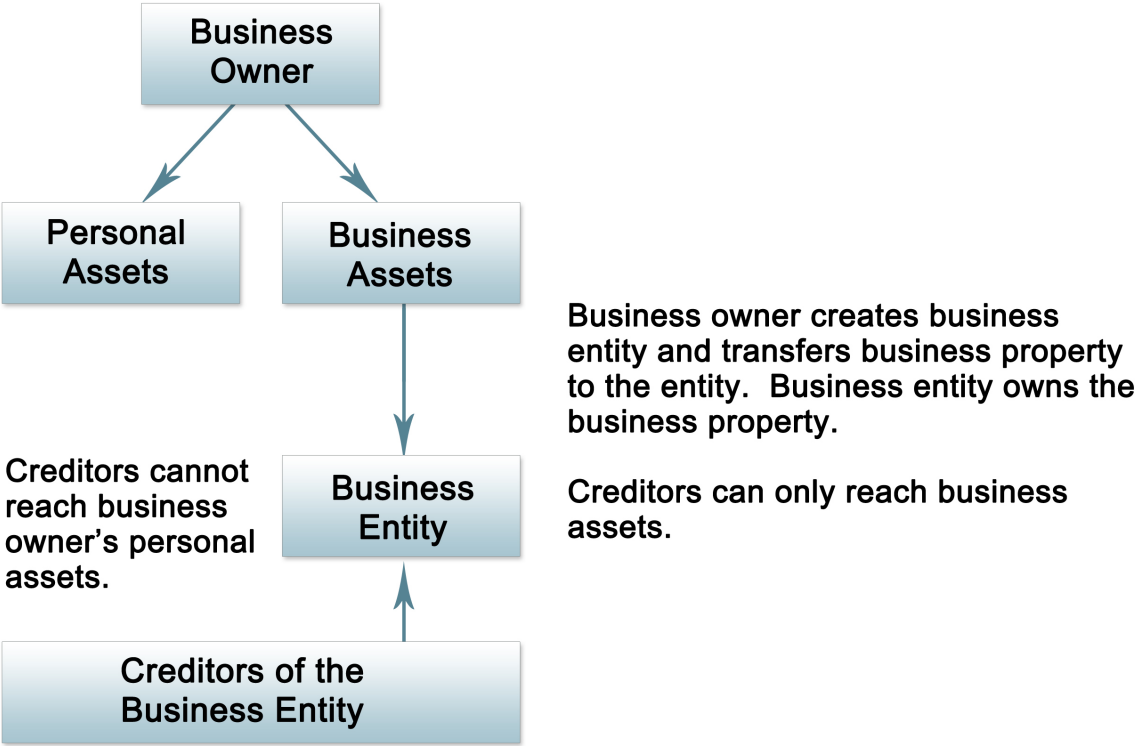 Business
Owner
Personal
Assets
Business
Assets
Business owner creates business
entity and transfers business property
to the entity.  Business entity owns the
business property.
Creditors can only reach business
assets.
Creditors cannot
reach business
owner’s personal
assets.
Business
Entity
Creditors of the
Business Entity